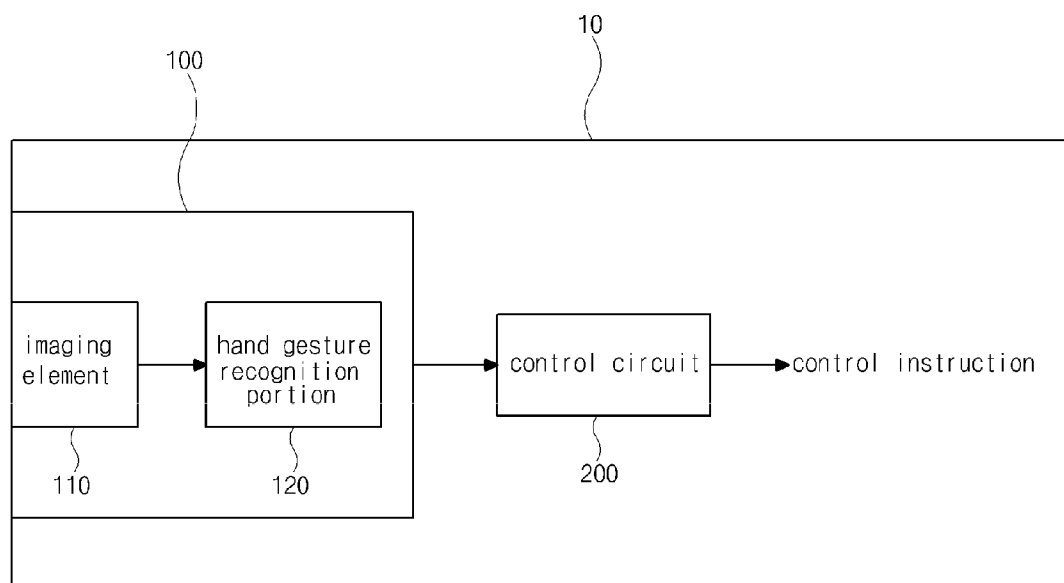 10
100
imaging
element
hand gesture
recognition
portion
control circuit
control instruction
110
120
200